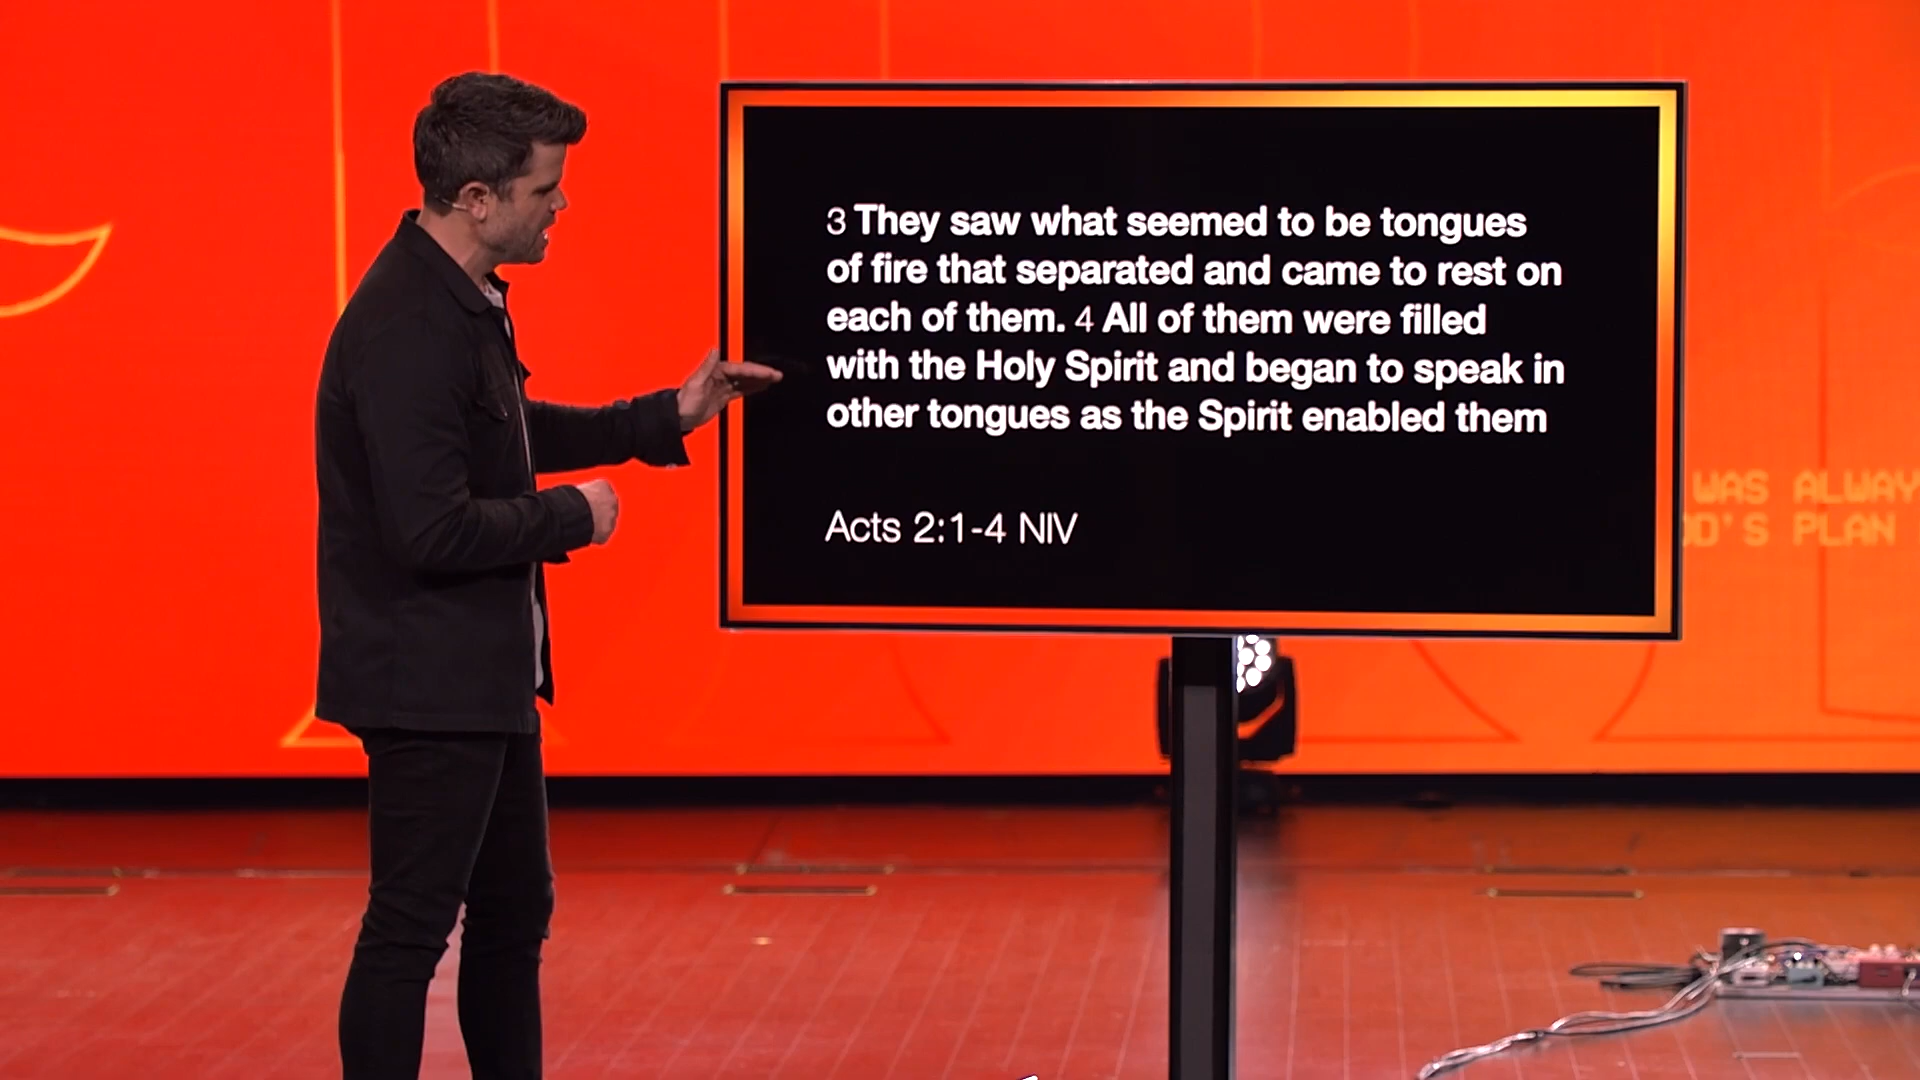 3 They saw what seemed to be tongues
of fire that separated and came to rest on
each of them. 4 All of them were filled
with the Holy Spirit and began to speak in
other tongues as the Spirit enabled them
Acts 2:1-4 NIV
WAS ALWAY
OD'S PLAN